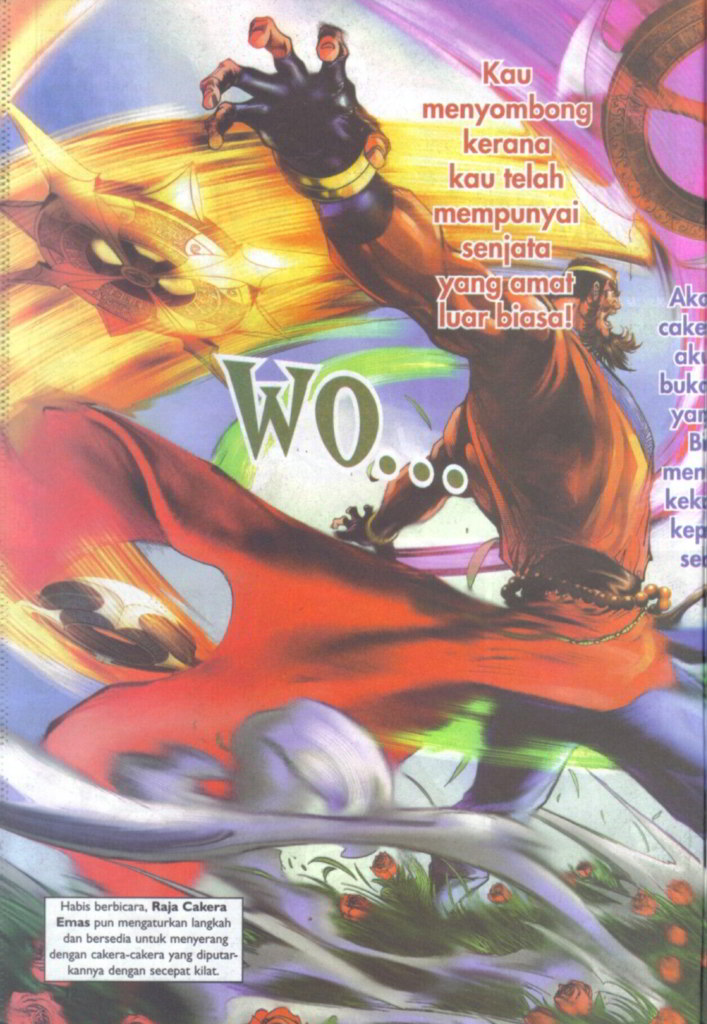 Kau
menyombong
kerana
kau telah
mempunyai
senjata
yang amat
luar biasa!
WO...
aku
Habis berbicara, Raja Cakera
Emas pun mengaturkan langkah
dan bersedia untuk menyerang
dengan cakera-cakera yang diputar-
kannya dengan secepat kilat.